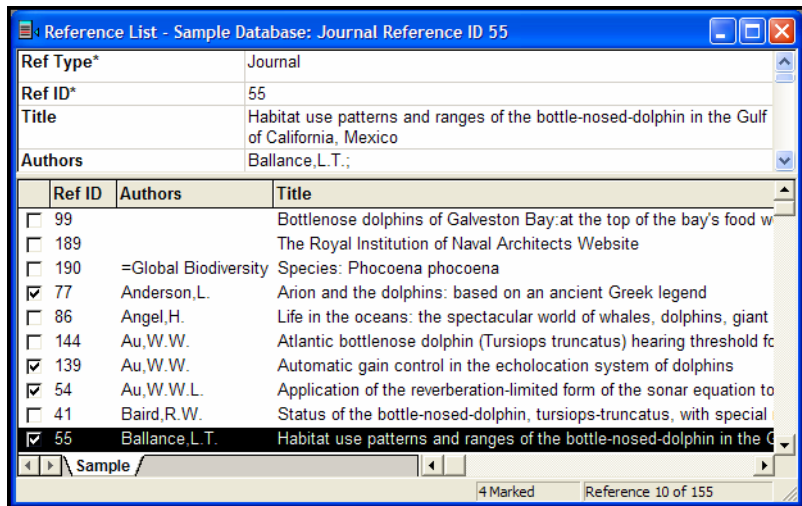 Reference List - Sample Database: Journal Reference ID 55
Ref Type* Journal
Ref ID* 55
Title Habitat use patterns and ranges of the bottle-nosed-dolphin in the Gulf
of California, Mexico
Authors Ballance,L.T.;
Ref ID Authors Title
99 Bottlenose dolphins of Galveston Bay:at the top of the bay's food w
189 The Royal Institution of Naval Architects Website
190 =Global Biodiversity Species: Phocoena phocoena
77 Anderson,L. Arion and the dolphins: based on an ancient Greek legend
86 Angel,H. Life in the oceans: the spectacular world of whales, dolphins, giant
144 Au,W.W. Atlantic bottlenose dolphin (Tursiops truncatus) hearing threshold fo
139 Au,W.W. Automatic gain control in the echolocation system of dolphins
54 Au,W.W.L. Application of the reverberation-limited form of the sonar equation to
41 Baird,R.W. Status of the bottle-nosed-dolphin, tursiops-truncatus, with special
55 Ballance,L.T. Habitat use patterns and ranges of the bottle-nosed-dolphin in the G
Sample
4 Marked Reference 10 of 155